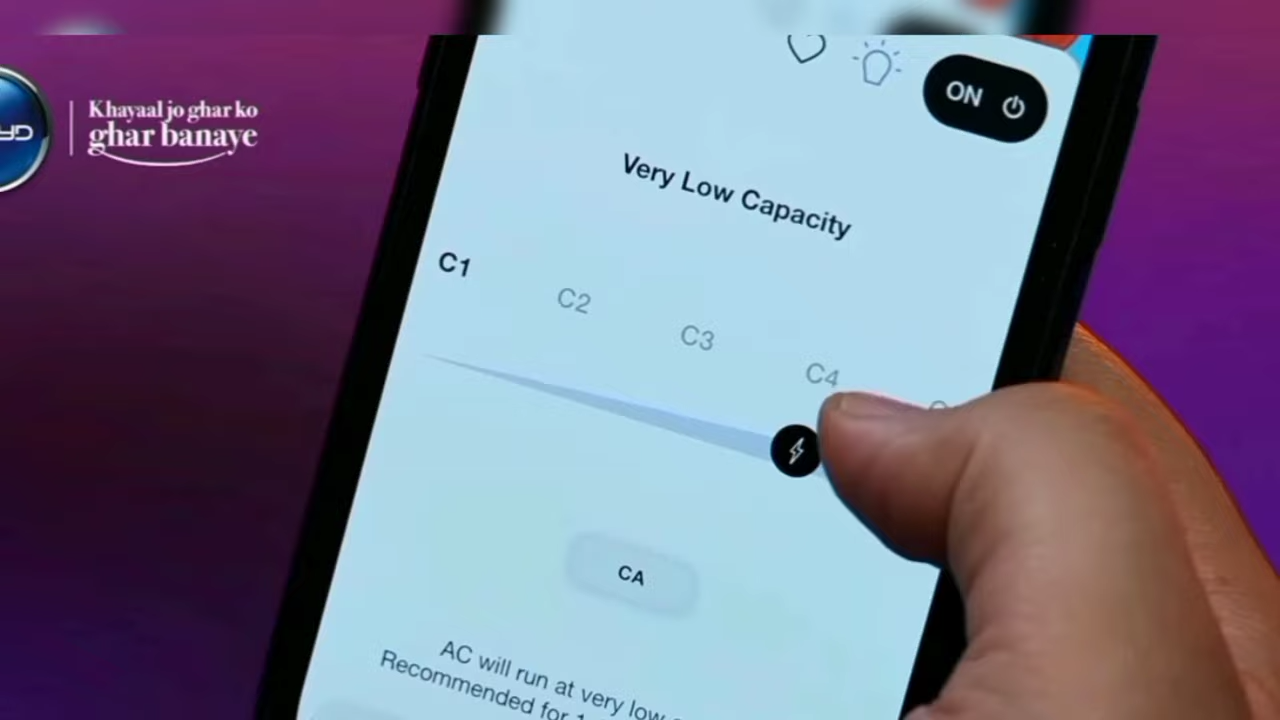 Khayaal jo ghar ko
ghar banaye
ON
Very Low Capacity
C1
C2
C3
C4
CA
AC will run at very low
Recommended for